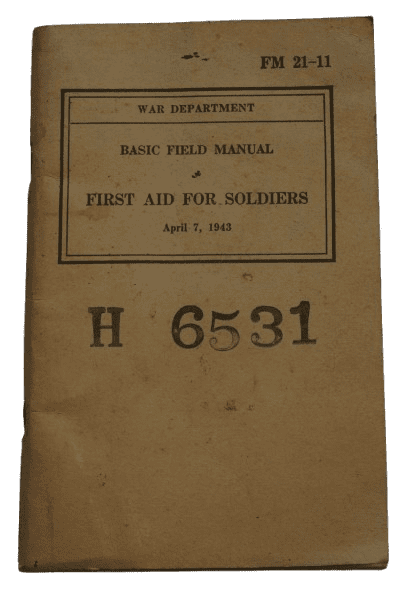 FM 21-11
WAR DEPARTMENT
BASIC FIELD MANUAL
FIRST AID FOR SOLDIERS
April 7, 1943
H 6531